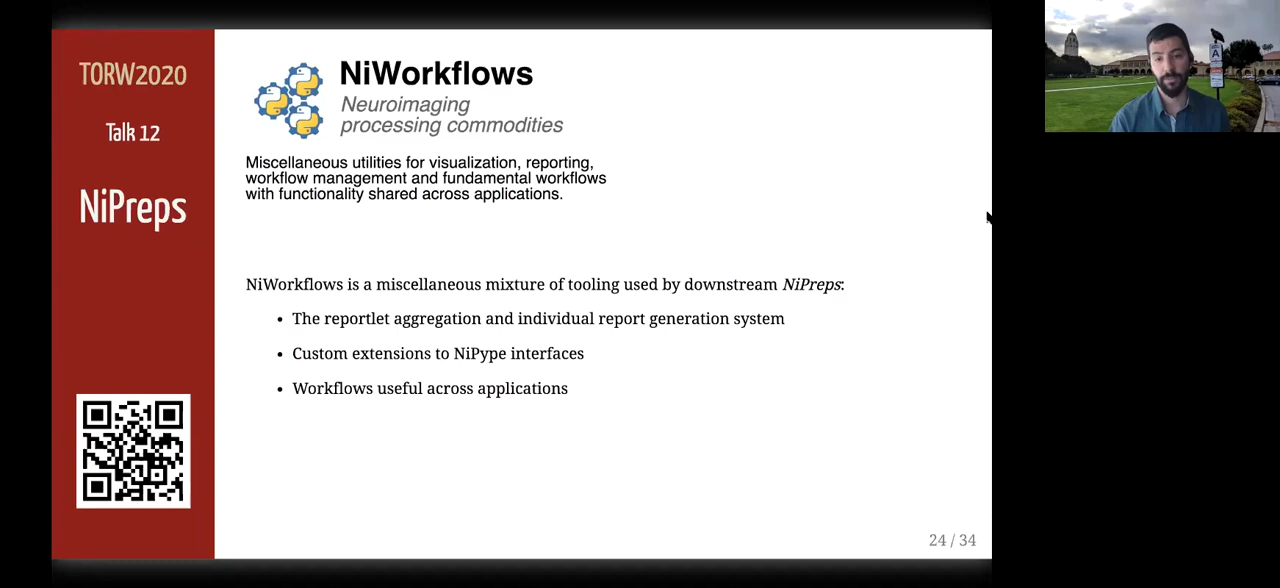 TORW2020
Talk 12
NiPreps
NiWorkflows
Neuroimaging
processing commodities
Miscellaneous utilities for visualization, reporting,
workflow management and fundamental workflows
with functionality shared across applications.
NiWorkflows is a miscellaneous mixture of tooling used by downstream NiPreps:
• The reportlet aggregation and individual report generation system
• Custom extensions to NiPype interfaces
• Workflows useful across applications
24 / 34
A